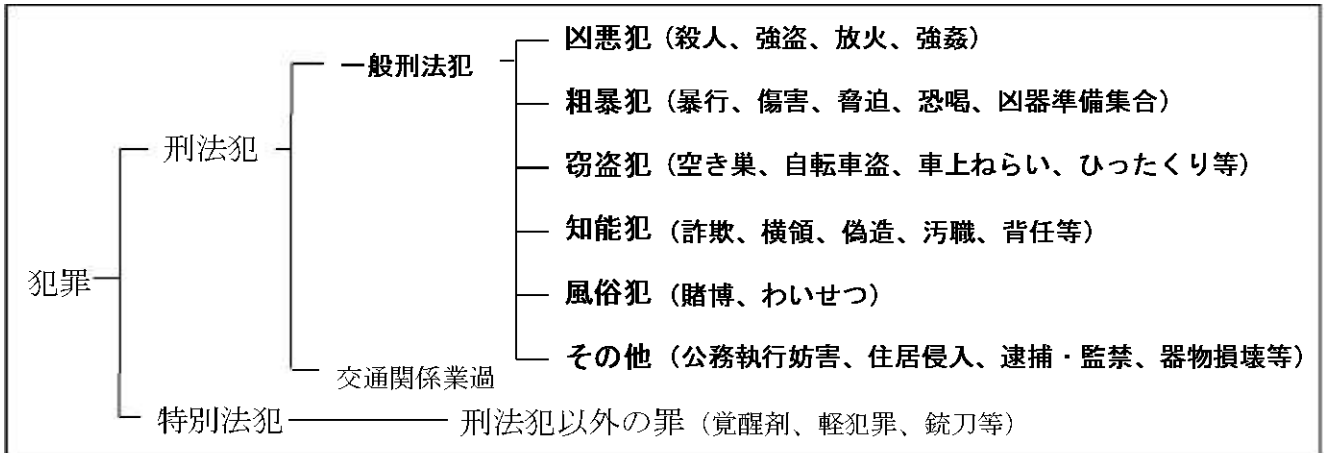 凶悪犯（殺人、強盗、放火、強姦）
一般刑法犯
粗暴犯（暴行、傷害、脅迫、恐喝、凶器準備集合）
刑法犯
窃盗犯（空き巣、自転車盗、車上ねらい、ひったくり等）
知能犯（詐欺、横領、偽造、汚職、背任等）
犯罪
風俗犯（賭博、わいせつ）
その他（公務執行妨害、住居侵入、逮捕・監禁、器物損壊等）
交通関係業過
特別法犯 刑法犯以外の罪（覚醒剤、軽犯罪、銃刀等）